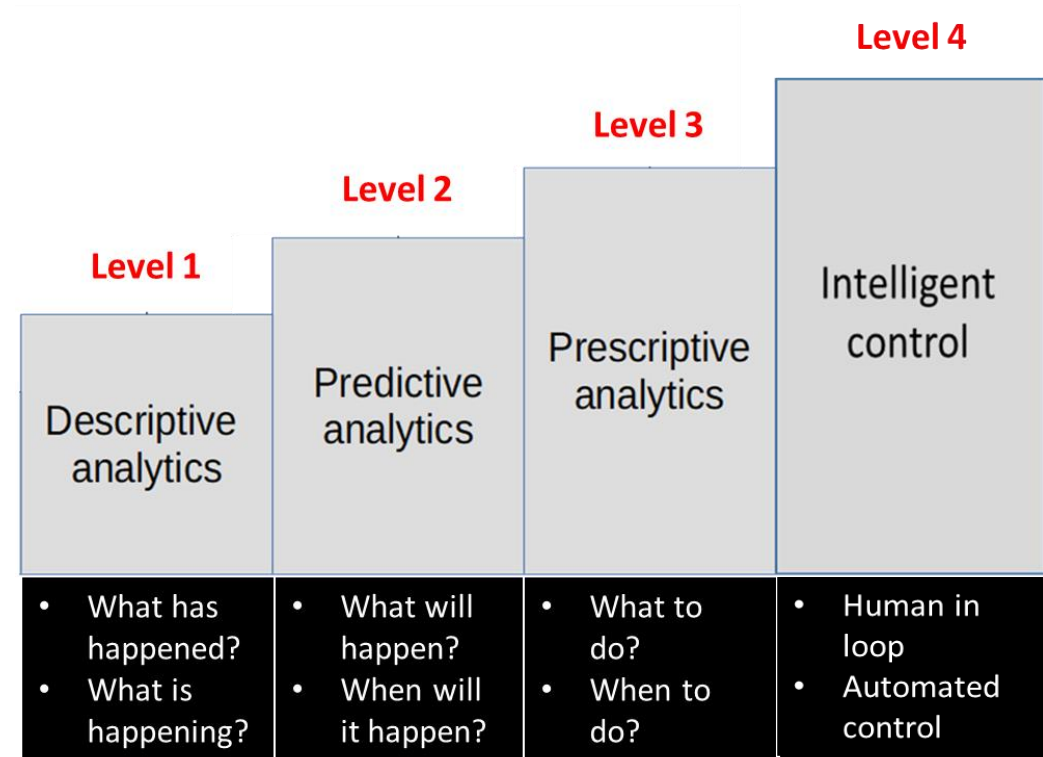 Level 4
Level 3
Level 2
Level 1
Descriptive
analytics
Predictive
analytics
Prescriptive
analytics
Intelligent
control
• What has
happened?
• What is
happening?
• What will
happen?
• When will
it happen?
• What to
do?
• When to
do?
• Human in
loop
• Automated
control